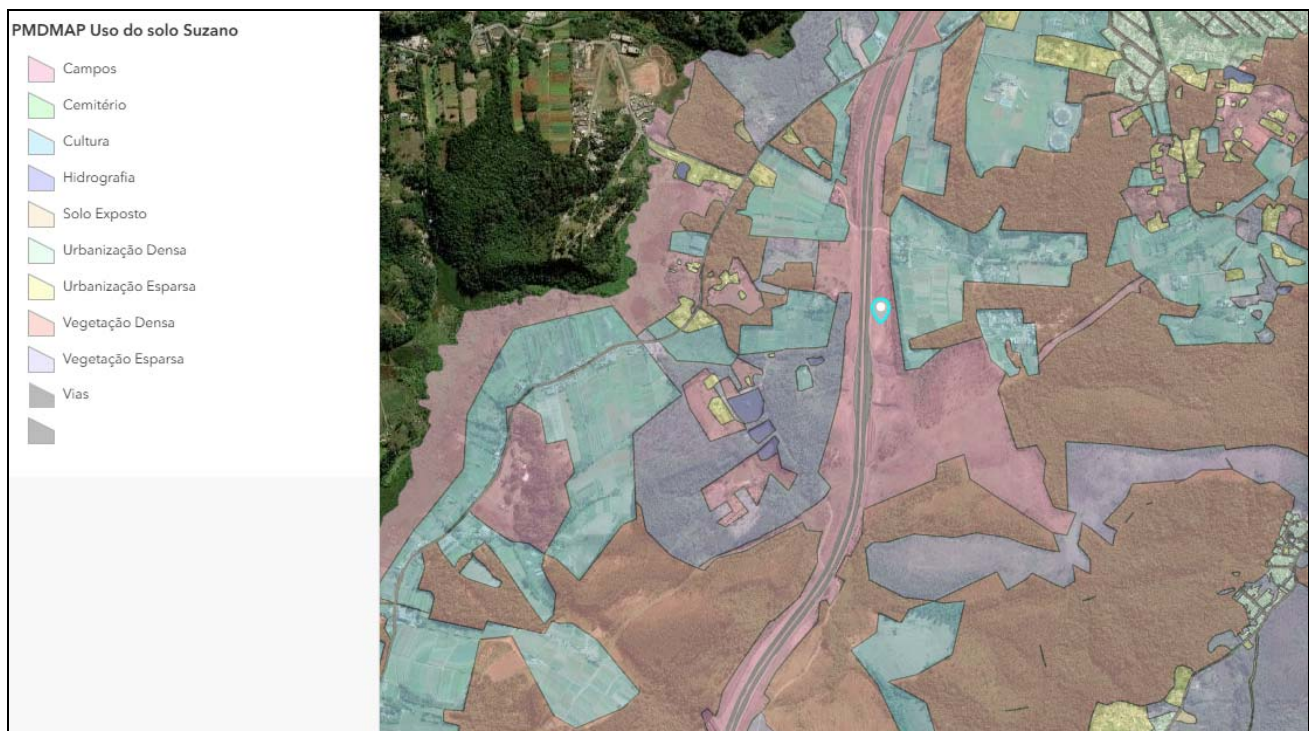 PMDMAP Uso do solo Suzano
Campos
Cemitério
Cultura
Hidrografia
Solo Exposto
Urbanização Densa
Urbanização Esparsa
Vegetação Densa
Vegetação Esparsa
Vias